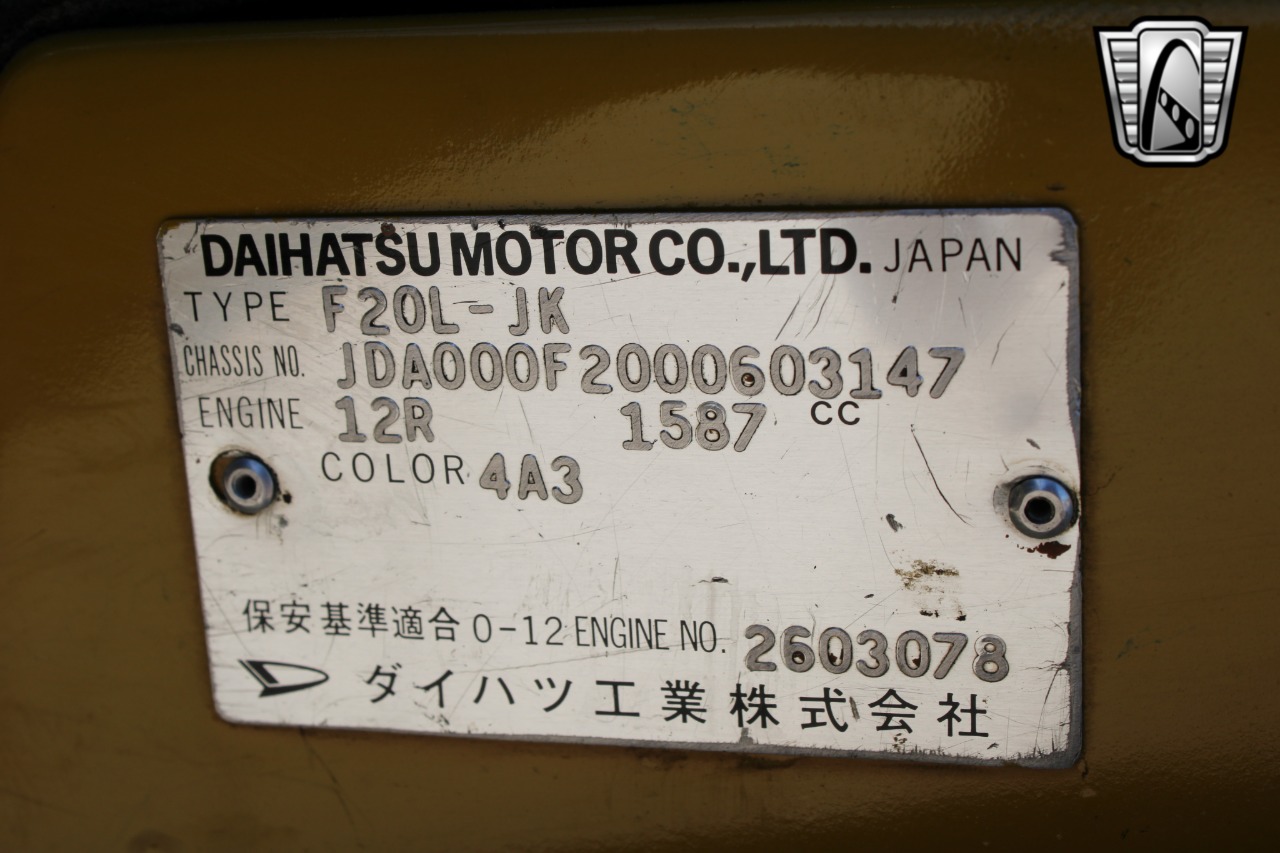 DAIHATSU MOTOR CO.,LTD. JAPAN
TYPE F20L-JK
CHASSIS NO. JDA000F2000603147
ENGINE 12R 1587 CC
COLOR 4A3
保安基準適合 0-12 ENGINE NO. 2603078
ダイハツ工業株式会社